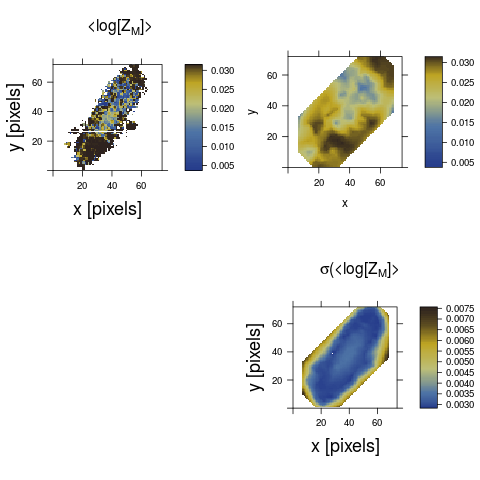 <log[Z_M]>
60
40
20
20 40 60
x [pixels]
y [pixels]
0.030
0.025
0.020
0.015
0.010
0.005
60
40
20
20 40 60
x
y
0.030
0.025
0.020
0.015
0.010
0.005
σ(<log[Z_M]>
60
40
20
20 40 60
x [pixels]
y [pixels]
0.0075
0.0070
0.0065
0.0060
0.0055
0.0050
0.0045
0.0040
0.0035
0.0030